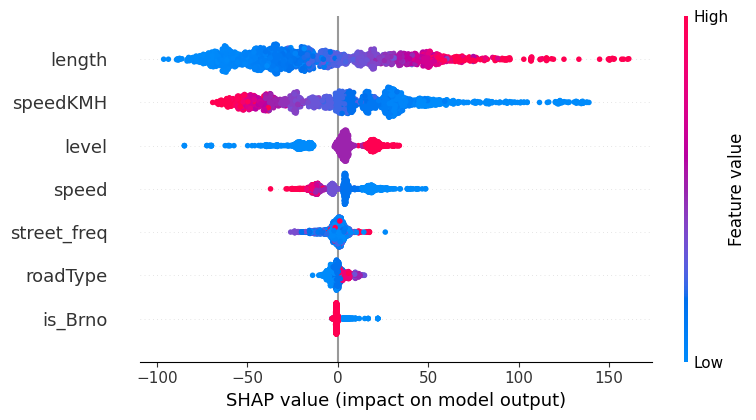 High
length
speedKMH
level
speed
street_freq
roadType
is_Brno
Feature value
Low
−100 −50 0 50 100 150
SHAP value (impact on model output)